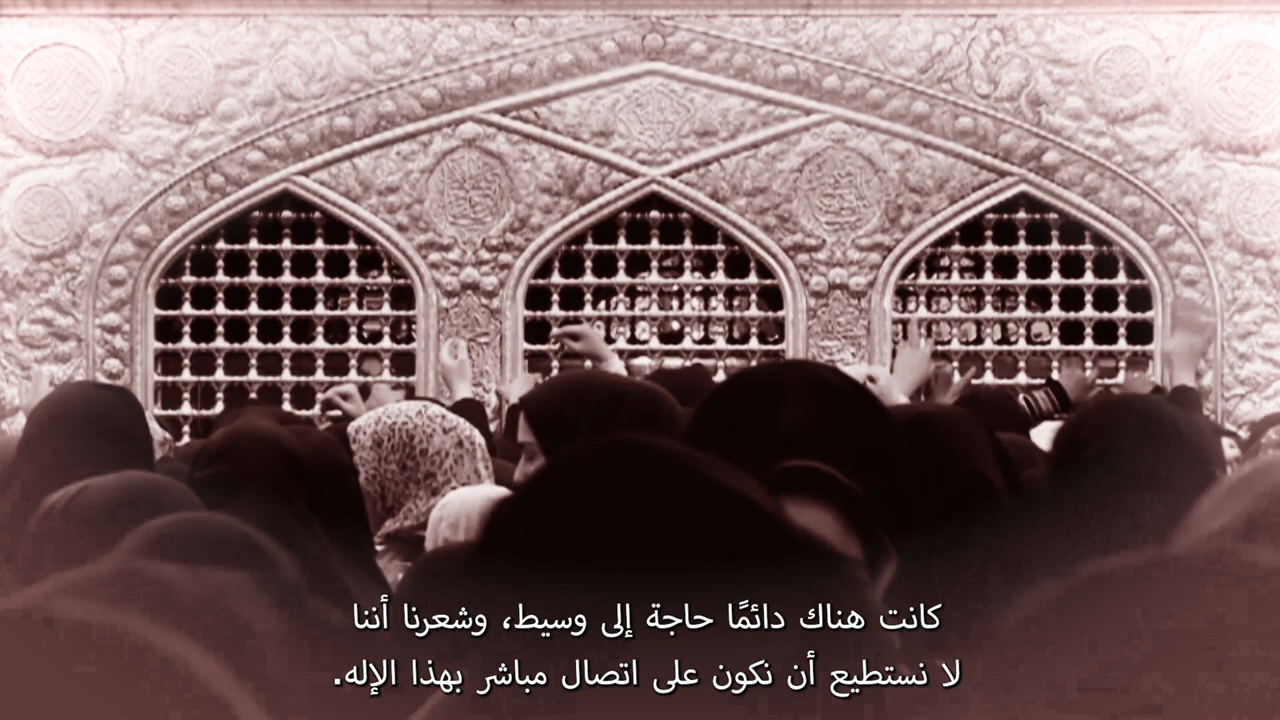 كانت هناك دائمًا حاجة إلى وسيط، وشعرنا أننا
لا نستطيع أن نكون على اتصال مباشر بهذا الإله.